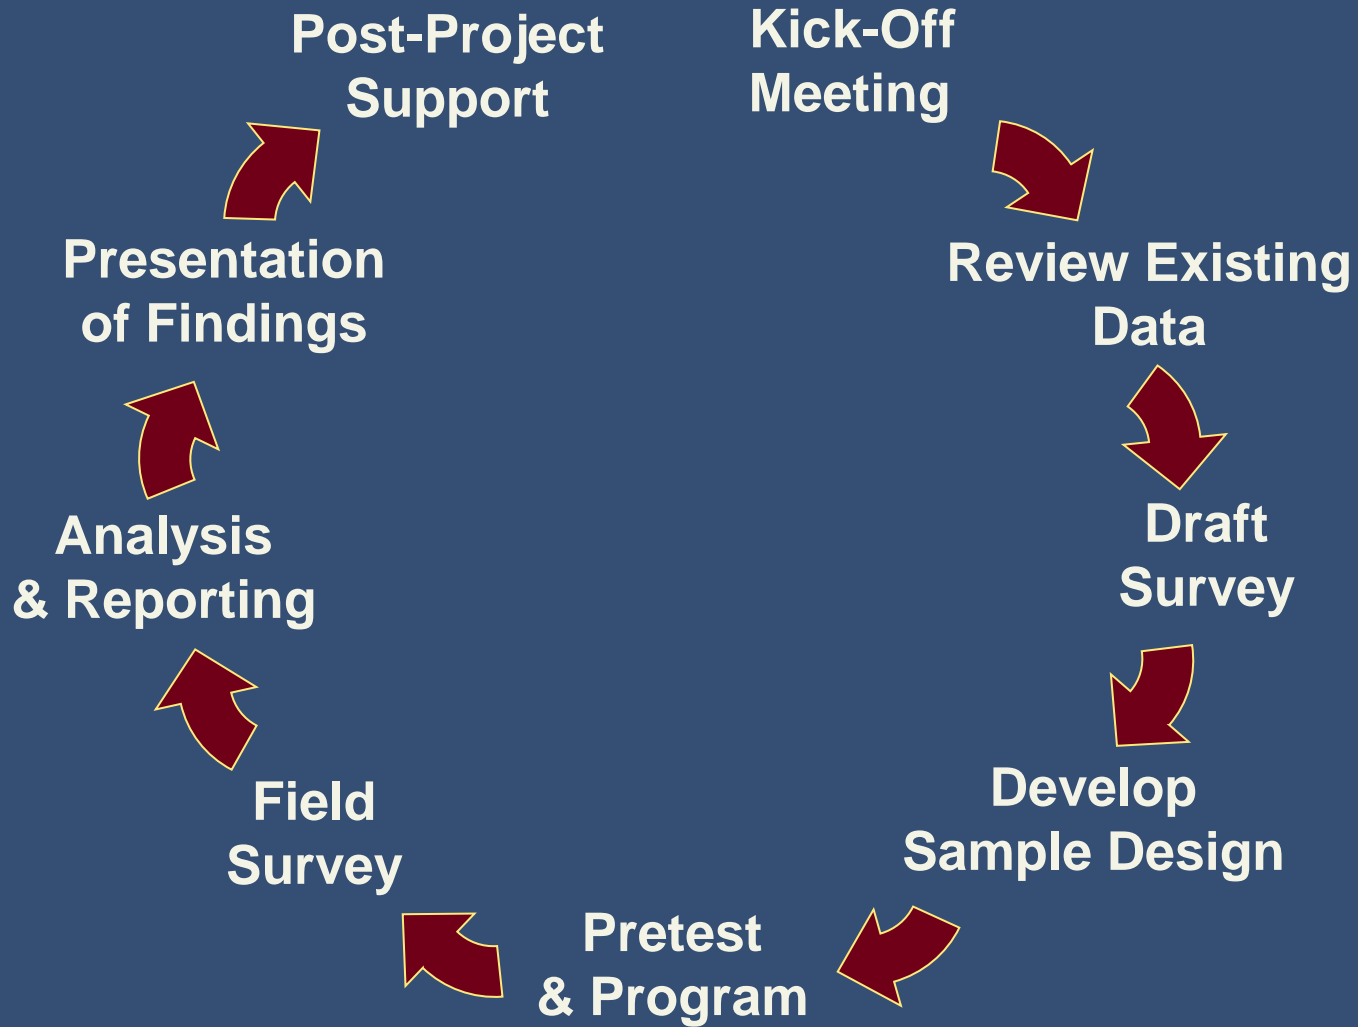 Kick-Off
Meeting
Review Existing
Data
Draft
Survey
Develop
Sample Design
Pretest
& Program
Field
Survey
Analysis
& Reporting
Presentation
of Findings
Post-Project
Support